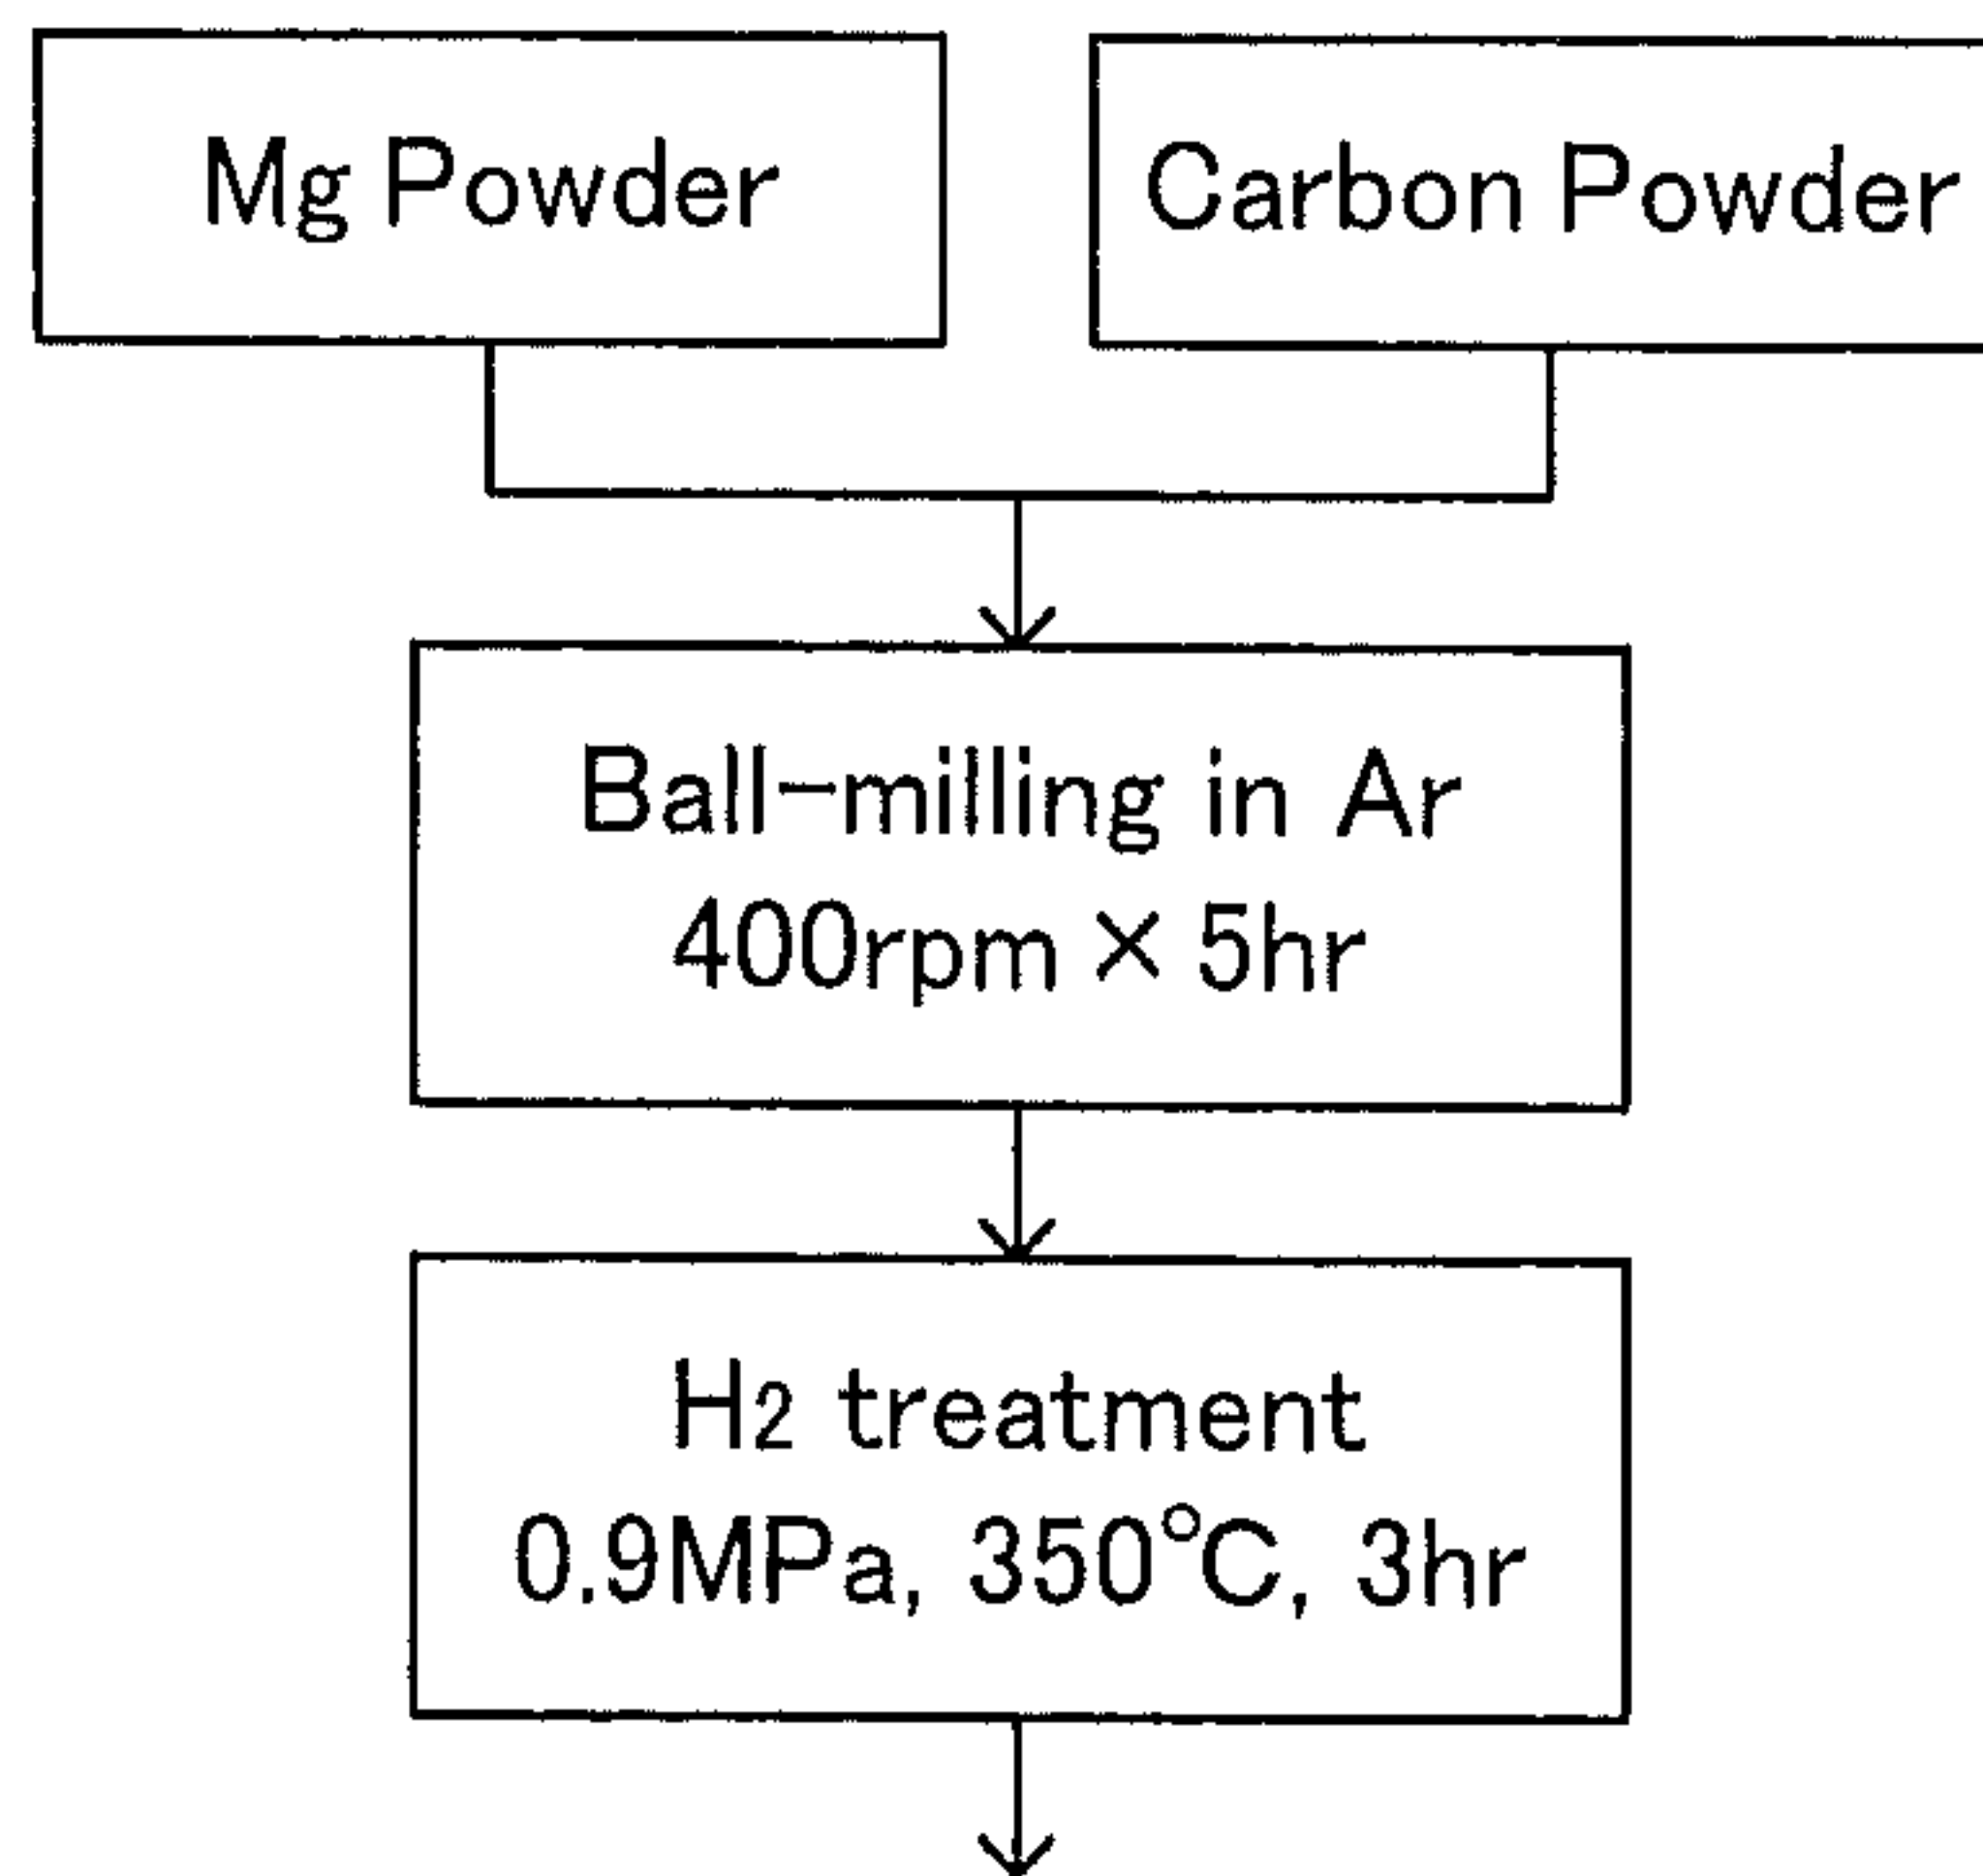 Mg Powder
Carbon Powder
Ball-milling in Ar
400rpm × 5hr
H2 treatment
0.9MPa, 350℃, 3hr